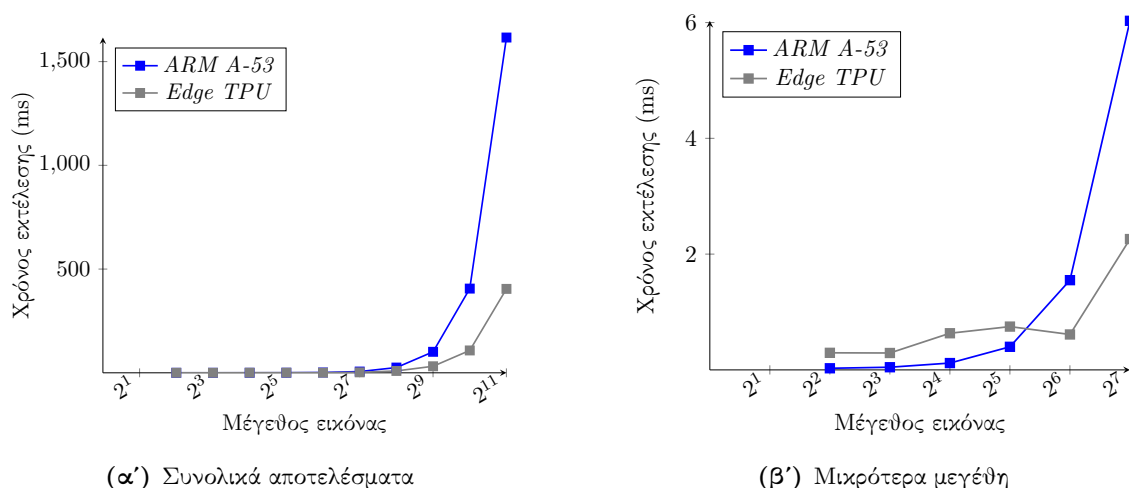 1,500
1,000
500
ARM A-53
Edge TPU
Χρόνος εκτέλεσης (ms)
2^1 2^3 2^5 2^7 2^9 2^11
Μέγεθος εικόνας
(αʹ) Συνολικά αποτελέσματα
6
4
2
ARM A-53
Edge TPU
Χρόνος εκτέλεσης (ms)
2^1 2^2 2^3 2^4 2^5 2^6 2^7
Μέγεθος εικόνας
(βʹ) Μικρότερα μεγέθη